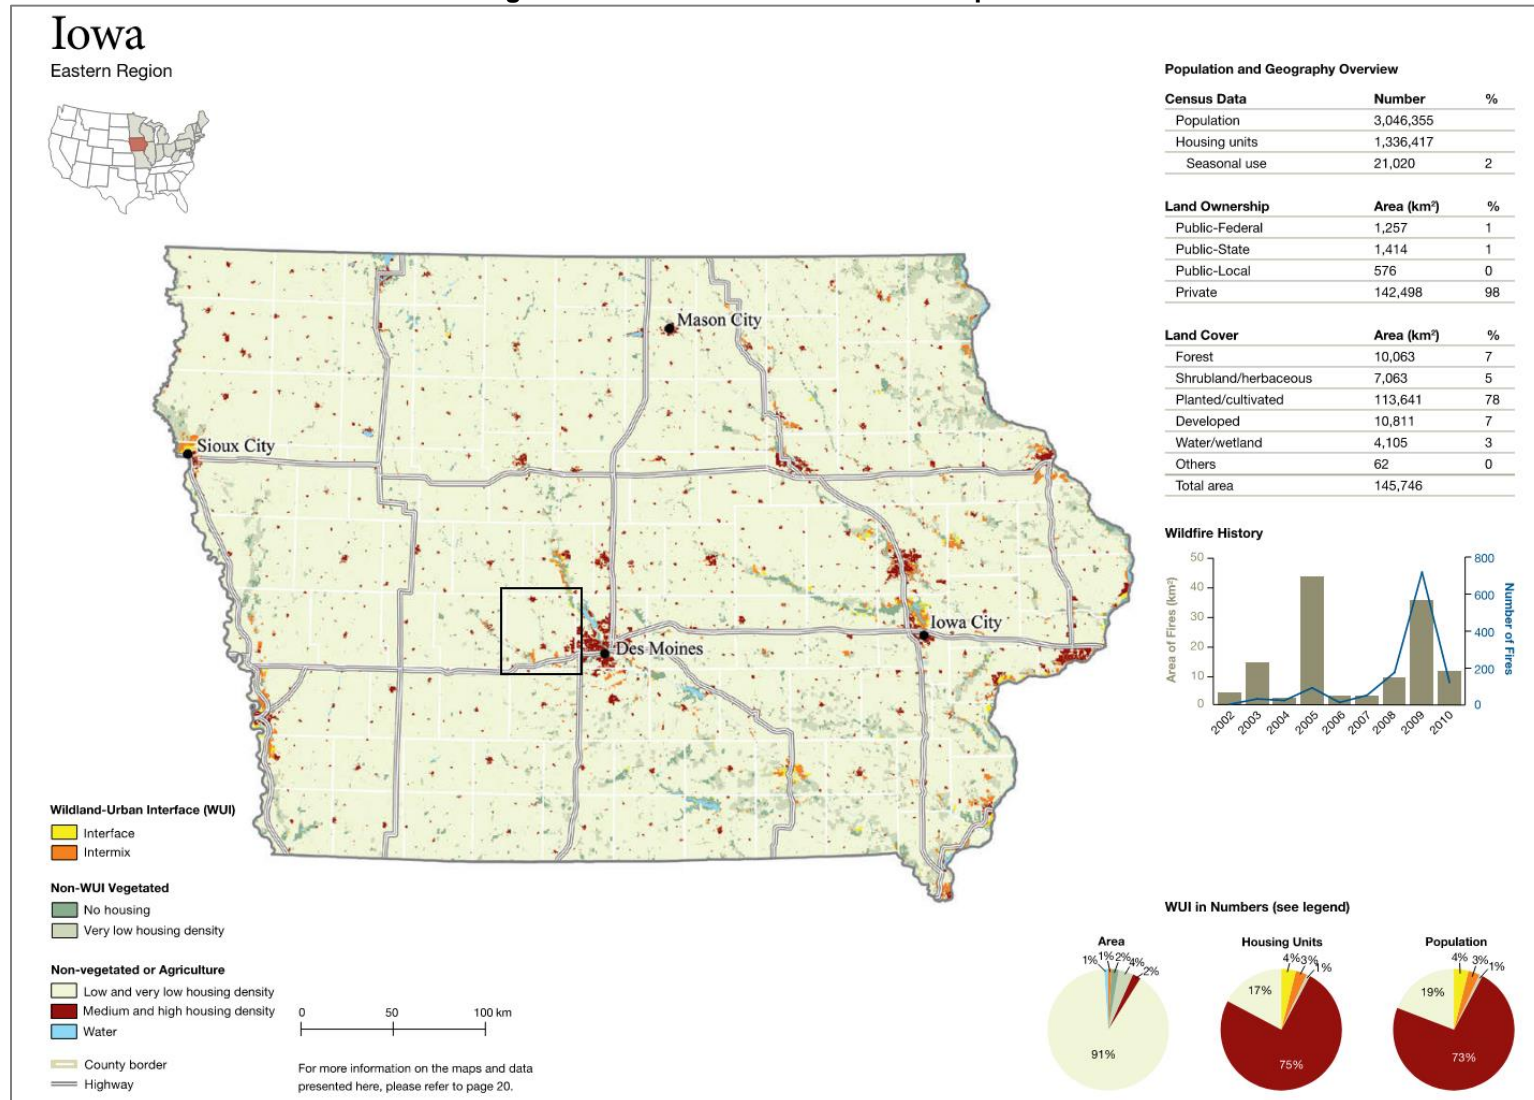 Iowa
Eastern Region
Population and Geography Overview
Census Data Number %
Population 3,046,355
Housing units 1,336,417
Seasonal use 21,020 2
Land Ownership Area (km²) %
Public-Federal 1,257 1
Public-State 1,414 1
Public-Local 576 0
Private 142,498 98
Land Cover Area (km²) %
Forest 10,063 7
Shrubland/herbaceous 7,063 5
Planted/cultivated 113,641 78
Developed 10,811 7
Water/wetland 4,105 3
Others 62 0
Total area 145,746
Mason City
Sioux City
Iowa City
Des Moines
Wildfire History
Area of Fires (km²)
50
40
30
20
10
0
800
600
400
200
0
Number of Fires
2002 2003 2004 2005 2006 2007 2008 2009 2010
Wildland-Urban Interface (WUI)
Interface
Intermix
Non-WUI Vegetated
No housing
Very low housing density
Non-vegetated or Agriculture
Low and very low housing density
Medium and high housing density
Water
County border
Highway
0 50 100 km
For more information on the maps and data
presented here, please refer to page 20.
WUI in Numbers (see legend)
Area
1% 1% 2% 4% 2%
91%
Housing Units
4% 3% 1%
17%
75%
Population
4% 3% 1%
19%
73%